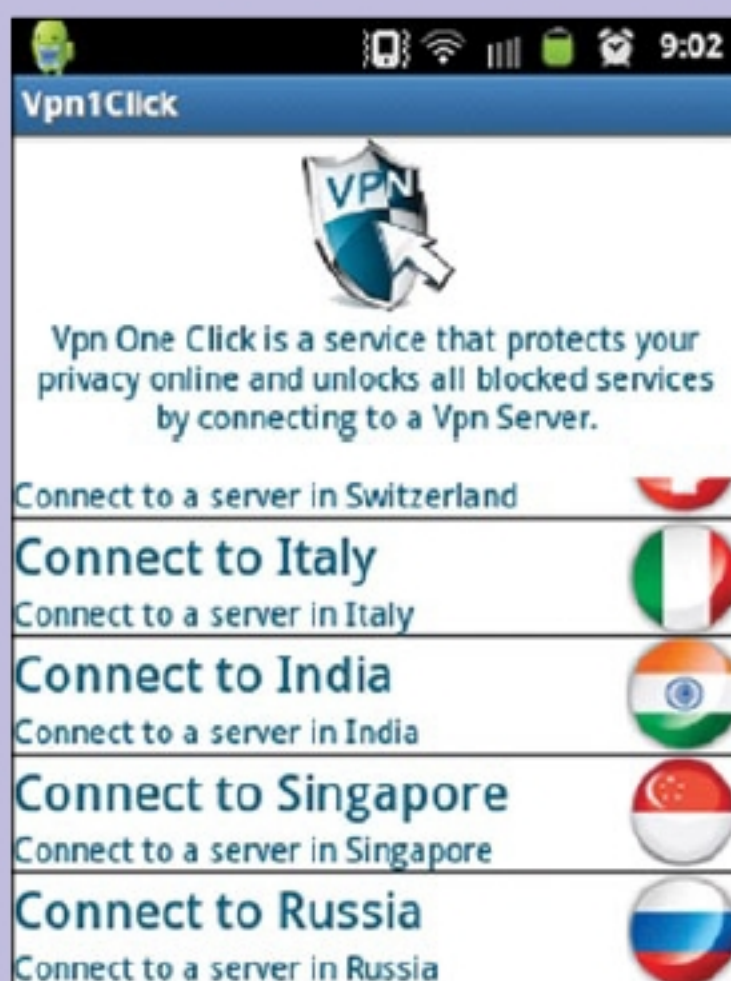 9:02
Vpn1Click
VPN
Vpn One Click is a service that protects your
privacy online and unlocks all blocked services
by connecting to a Vpn Server.
Connect to a server in Switzerland
Connect to Italy
Connect to a server in Italy
Connect to India
Connect to a server in India
Connect to Singapore
Connect to a server in Singapore
Connect to Russia
Connect to a server in Russia